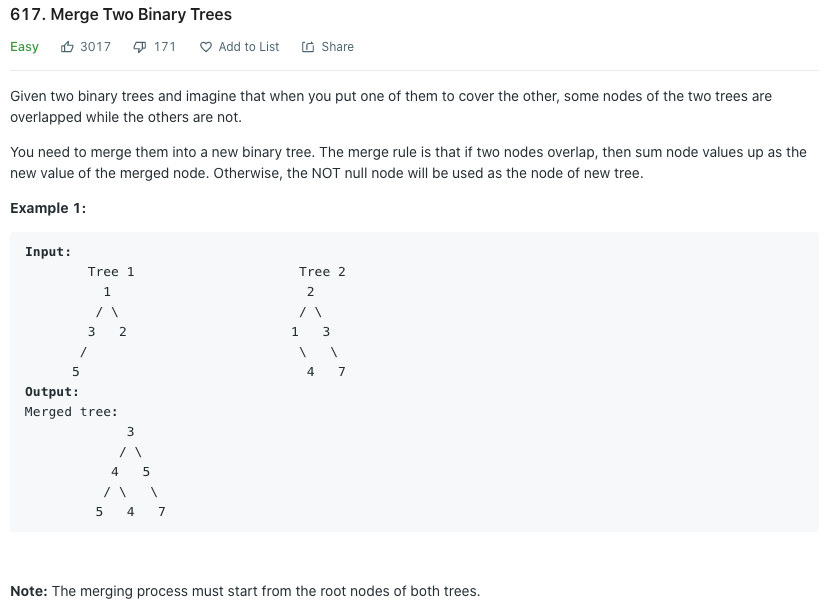 617. Merge Two Binary Trees
Easy 3017 171 Add to List Share
Given two binary trees and imagine that when you put one of them to cover the other, some nodes of the two trees are
overlapped while the others are not.
You need to merge them into a new binary tree. The merge rule is that if two nodes overlap, then sum node values up as the
new value of the merged node. Otherwise, the NOT null node will be used as the node of new tree.
Example 1:
Input:
        Tree 1                     Tree 2
          1                          2
         / \                        / \
        3   2                      1   3
       /                            \   \
      5                              4   7
Output:
Merged tree:
             3
            / \
           4   5
          / \   \
         5   4   7
Note: The merging process must start from the root nodes of both trees.